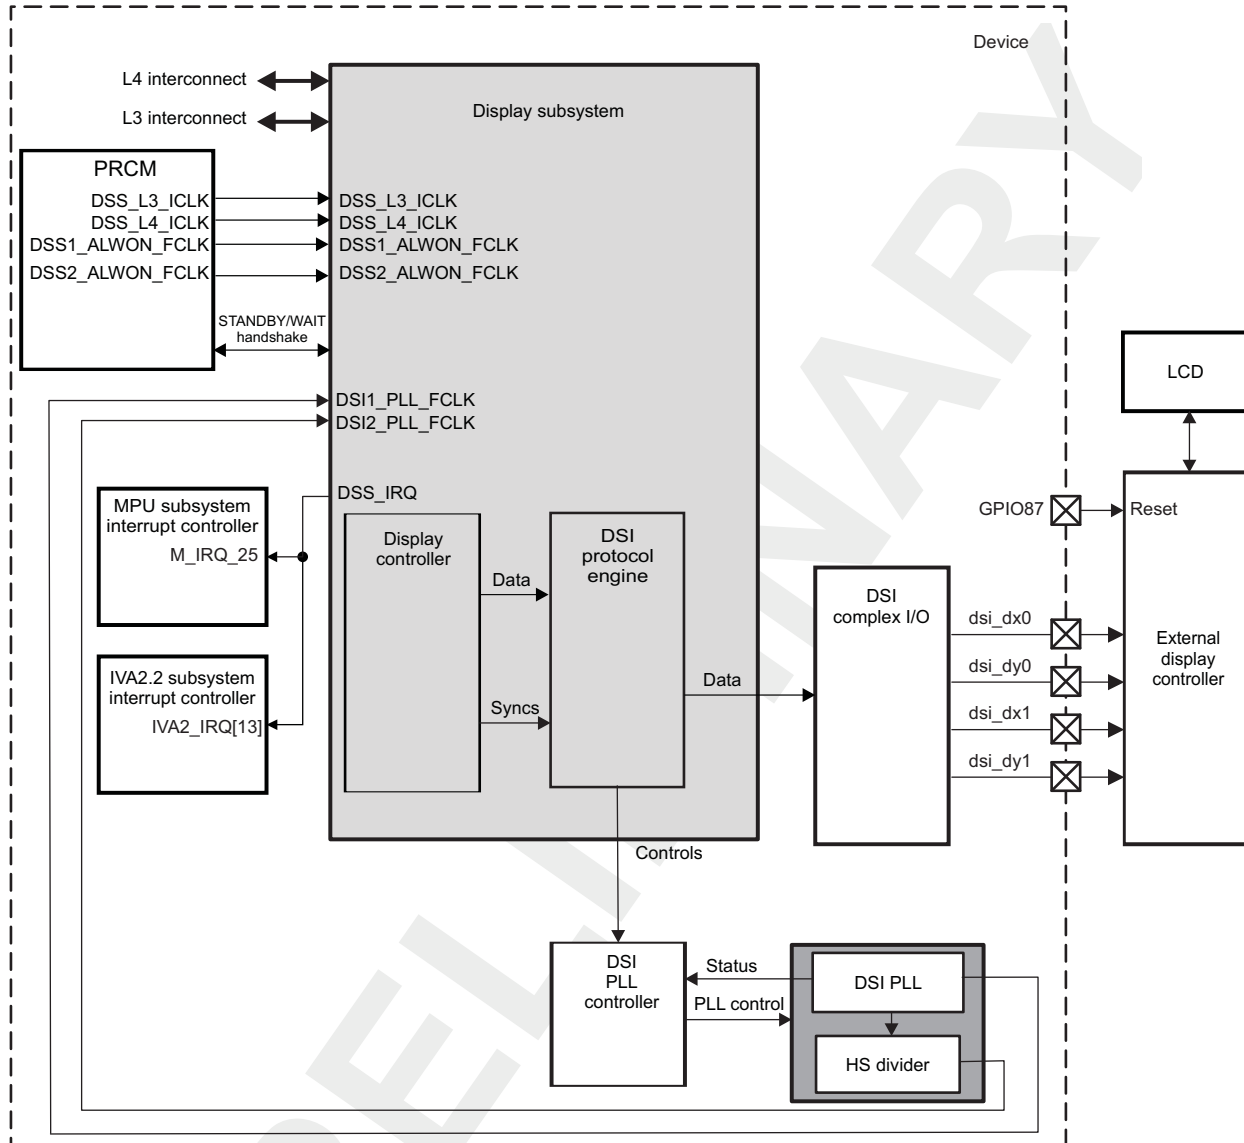 Device
L4 interconnect
L3 interconnect
Display subsystem
PRCM
DSS_L3_ICLK
DSS_L4_ICLK
DSS1_ALWON_FCLK
DSS2_ALWON_FCLK
DSS_L3_ICLK
DSS_L4_ICLK
DSS1_ALWON_FCLK
DSS2_ALWON_FCLK
STANDBY/WAIT
handshake
DSI1_PLL_FCLK
DSI2_PLL_FCLK
LCD
DSS_IRQ
MPU subsystem
interrupt controller
M_IRQ_25
IVA2.2 subsystem
interrupt controller
IVA2_IRQ[13]
Display
controller
Data
Syncs
DSI
protocol
engine
Data
DSI
complex I/O
GPIO87
Reset
dsi_dx0
dsi_dy0
dsi_dx1
dsi_dy1
External
display
controller
Controls
DSI
PLL
controller
Status
PLL control
DSI PLL
HS divider